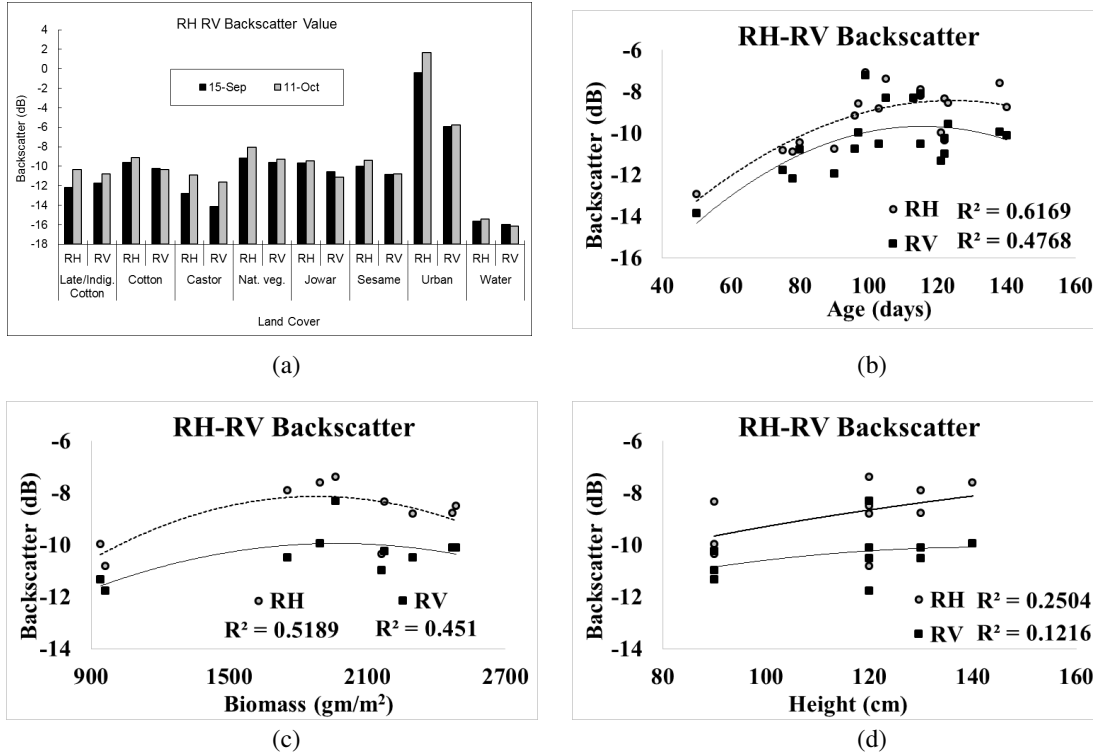 RH RV Backscatter Value
Backscatter (dB)
4
2
0
-2
-4
-6
-8
-10
-12
-14
-16
-18
15-Sep 11-Oct
RH RV RH RV RH RV RH RV RH RV RH RV RH RV RH RV
Late/Indig. Cotton Cotton Castor Nat. veg. Jowar Sesame Urban Water
Land Cover
(a)
RH-RV Backscatter
Backscatter (dB)
-6
-8
-10
-12
-14
-16
RH R² = 0.6169
RV R² = 0.4768
40 60 80 100 120 140 160
Age (days)
(b)
RH-RV Backscatter
Backscatter (dB)
-6
-8
-10
-12
-14
RH RV
R² = 0.5189 R² = 0.451
900 1500 2100 2700
Biomass (gm/m²)
(c)
RH-RV Backscatter
Backscatter (dB)
-6
-8
-10
-12
-14
RH R² = 0.2504
RV R² = 0.1216
80 100 120 140 160
Height (cm)
(d)